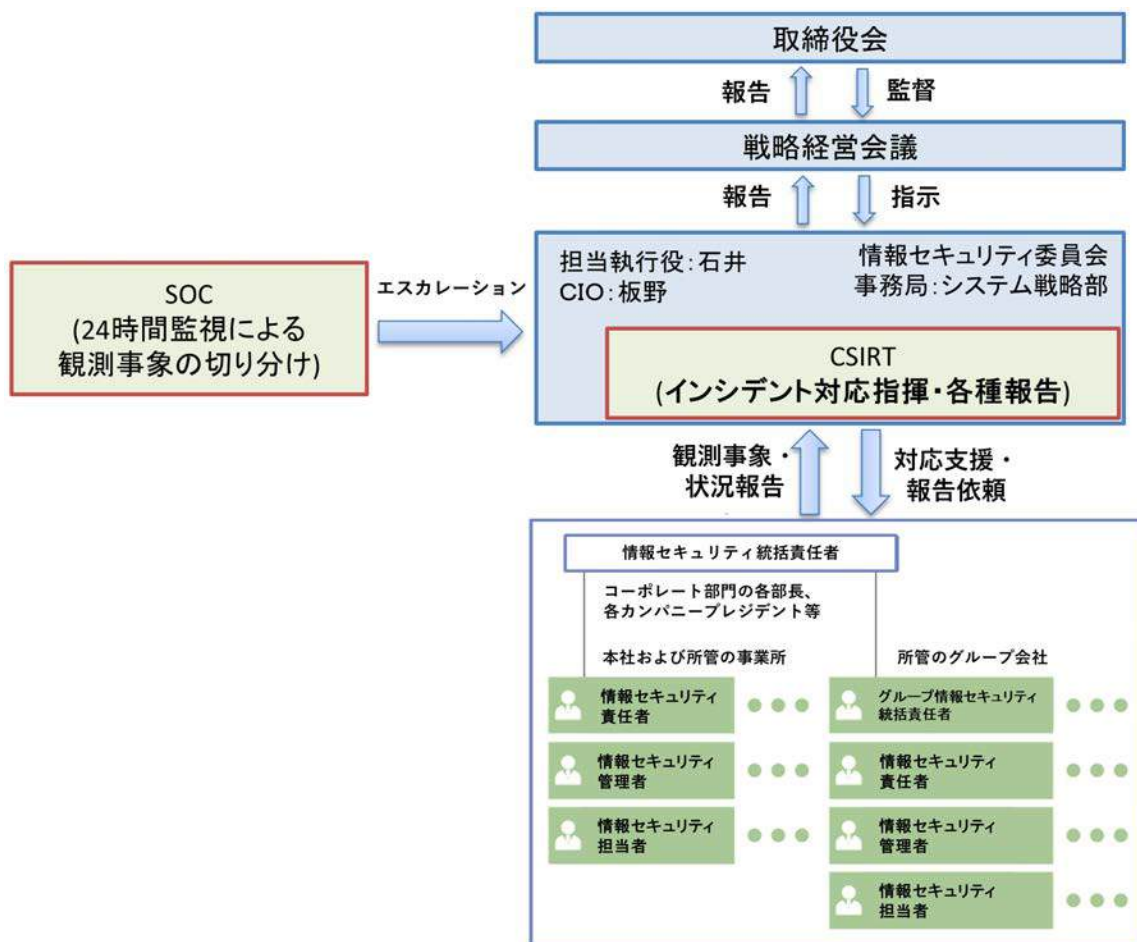 取締役会
報告
監督
戦略経営会議
報告
指示
担当執行役：石井
CIO：板野
情報セキュリティ委員会
事務局：システム戦略部
SOC
(24時間監視による
観測事象の切り分け)
エスカレーション
CSIRT
(インシデント対応指揮・各種報告)
観測事象・
状況報告
対応支援・
報告依頼
情報セキュリティ統括責任者
コーポレート部門の各部長、
各カンパニープレジデント等
本社および所管の事業所
所管のグループ会社
情報セキュリティ
責任者
グループ情報セキュリティ
統括責任者
情報セキュリティ
管理者
情報セキュリティ
責任者
情報セキュリティ
担当者
情報セキュリティ
管理者
情報セキュリティ
担当者